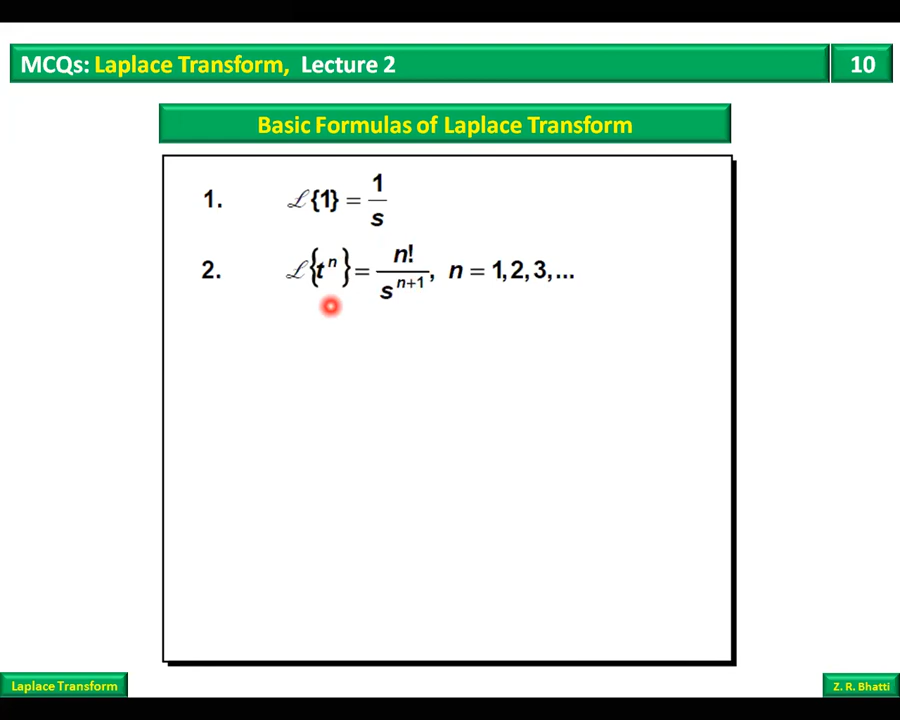 MCQs: Laplace Transform, Lecture 2 10
Basic Formulas of Laplace Transform
1. ℒ{1} = 1/s
2. ℒ{tⁿ} = n!/sⁿ⁺¹, n = 1,2,3,...
Laplace Transform Z. R. Bhatti